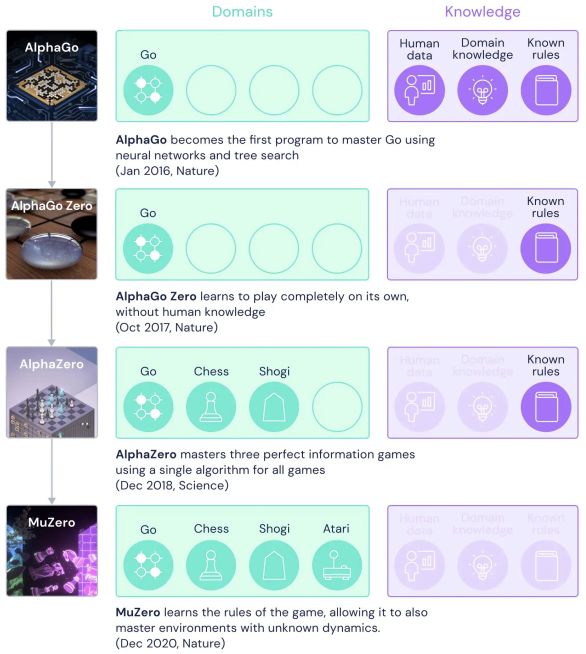 Domains
Knowledge
AlphaGo
Go
Human data
Domain knowledge
Known rules
AlphaGo becomes the first program to master Go using
neural networks and tree search
(Jan 2016, Nature)
AlphaGo Zero
Go
Human data
Domain knowledge
Known rules
AlphaGo Zero learns to play completely on its own,
without human knowledge
(Oct 2017, Nature)
AlphaZero
Go
Chess
Shogi
Human data
Domain knowledge
Known rules
AlphaZero masters three perfect information games
using a single algorithm for all games
(Dec 2018, Science)
MuZero
Go
Chess
Shogi
Atari
Human data
Domain knowledge
Known rules
MuZero learns the rules of the game, allowing it to also
master environments with unknown dynamics.
(Dec 2020, Nature)